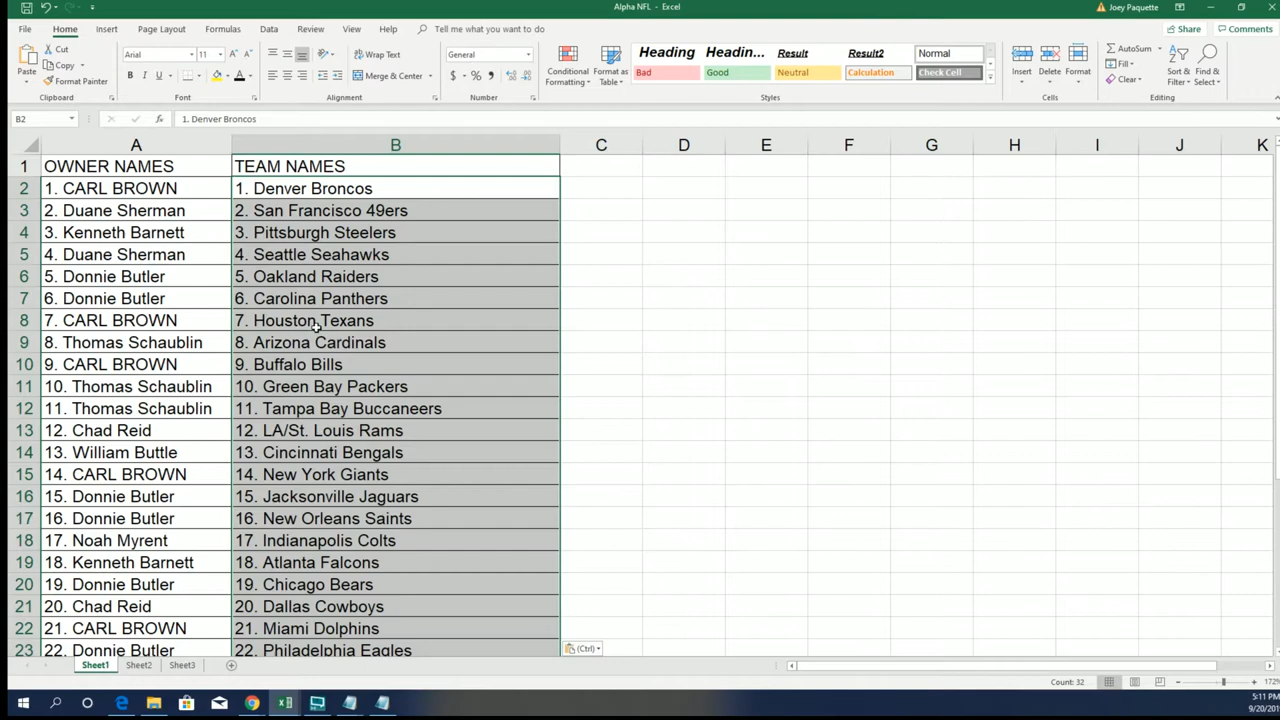 Alpha NFL - Excel
Joey Paquette
File Home Insert Page Layout Formulas Data Review View Help Tell me what you want to do Share Comments
Paste Cut Copy Format Painter Clipboard
Arial 11 A A B I U A Font
Wrap Text Merge & Center Alignment
General $ % , Number
Conditional Formatting Format as Table
Heading Headin... Result Result2 Normal
Bad Good Neutral Calculation Check Cell
Styles
Insert Delete Format Cells
AutoSum Fill Clear Sort & Filter Find & Select Editing
B2 fx 1. Denver Broncos
A B C D E F G H I J K
1 OWNER NAMES TEAM NAMES
2 1. CARL BROWN 1. Denver Broncos
3 2. Duane Sherman 2. San Francisco 49ers
4 3. Kenneth Barnett 3. Pittsburgh Steelers
5 4. Duane Sherman 4. Seattle Seahawks
6 5. Donnie Butler 5. Oakland Raiders
7 6. Donnie Butler 6. Carolina Panthers
8 7. CARL BROWN 7. Houston Texans
9 8. Thomas Schaublin 8. Arizona Cardinals
10 9. CARL BROWN 9. Buffalo Bills
11 10. Thomas Schaublin 10. Green Bay Packers
12 11. Thomas Schaublin 11. Tampa Bay Buccaneers
13 12. Chad Reid 12. LA/St. Louis Rams
14 13. William Buttle 13. Cincinnati Bengals
15 14. CARL BROWN 14. New York Giants
16 15. Donnie Butler 15. Jacksonville Jaguars
17 16. Donnie Butler 16. New Orleans Saints
18 17. Noah Myrent 17. Indianapolis Colts
19 18. Kenneth Barnett 18. Atlanta Falcons
20 19. Donnie Butler 19. Chicago Bears
21 20. Chad Reid 20. Dallas Cowboys
22 21. CARL BROWN 21. Miami Dolphins
23 22. Donnie Butler 22. Philadelphia Eagles
(Ctrl)
Sheet1 Sheet2 Sheet3
Count: 32 172%
5:11 PM
9/20/20